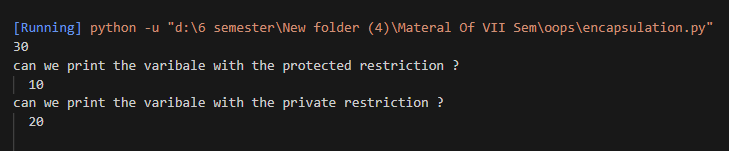 [Running] python -u "d:\6 semester\New folder (4)\Materal Of VII Sem\oops\encapsulation.py"
30
can we print the varibale with the protected restriction ?
10
can we print the varibale with the private restriction ?
20